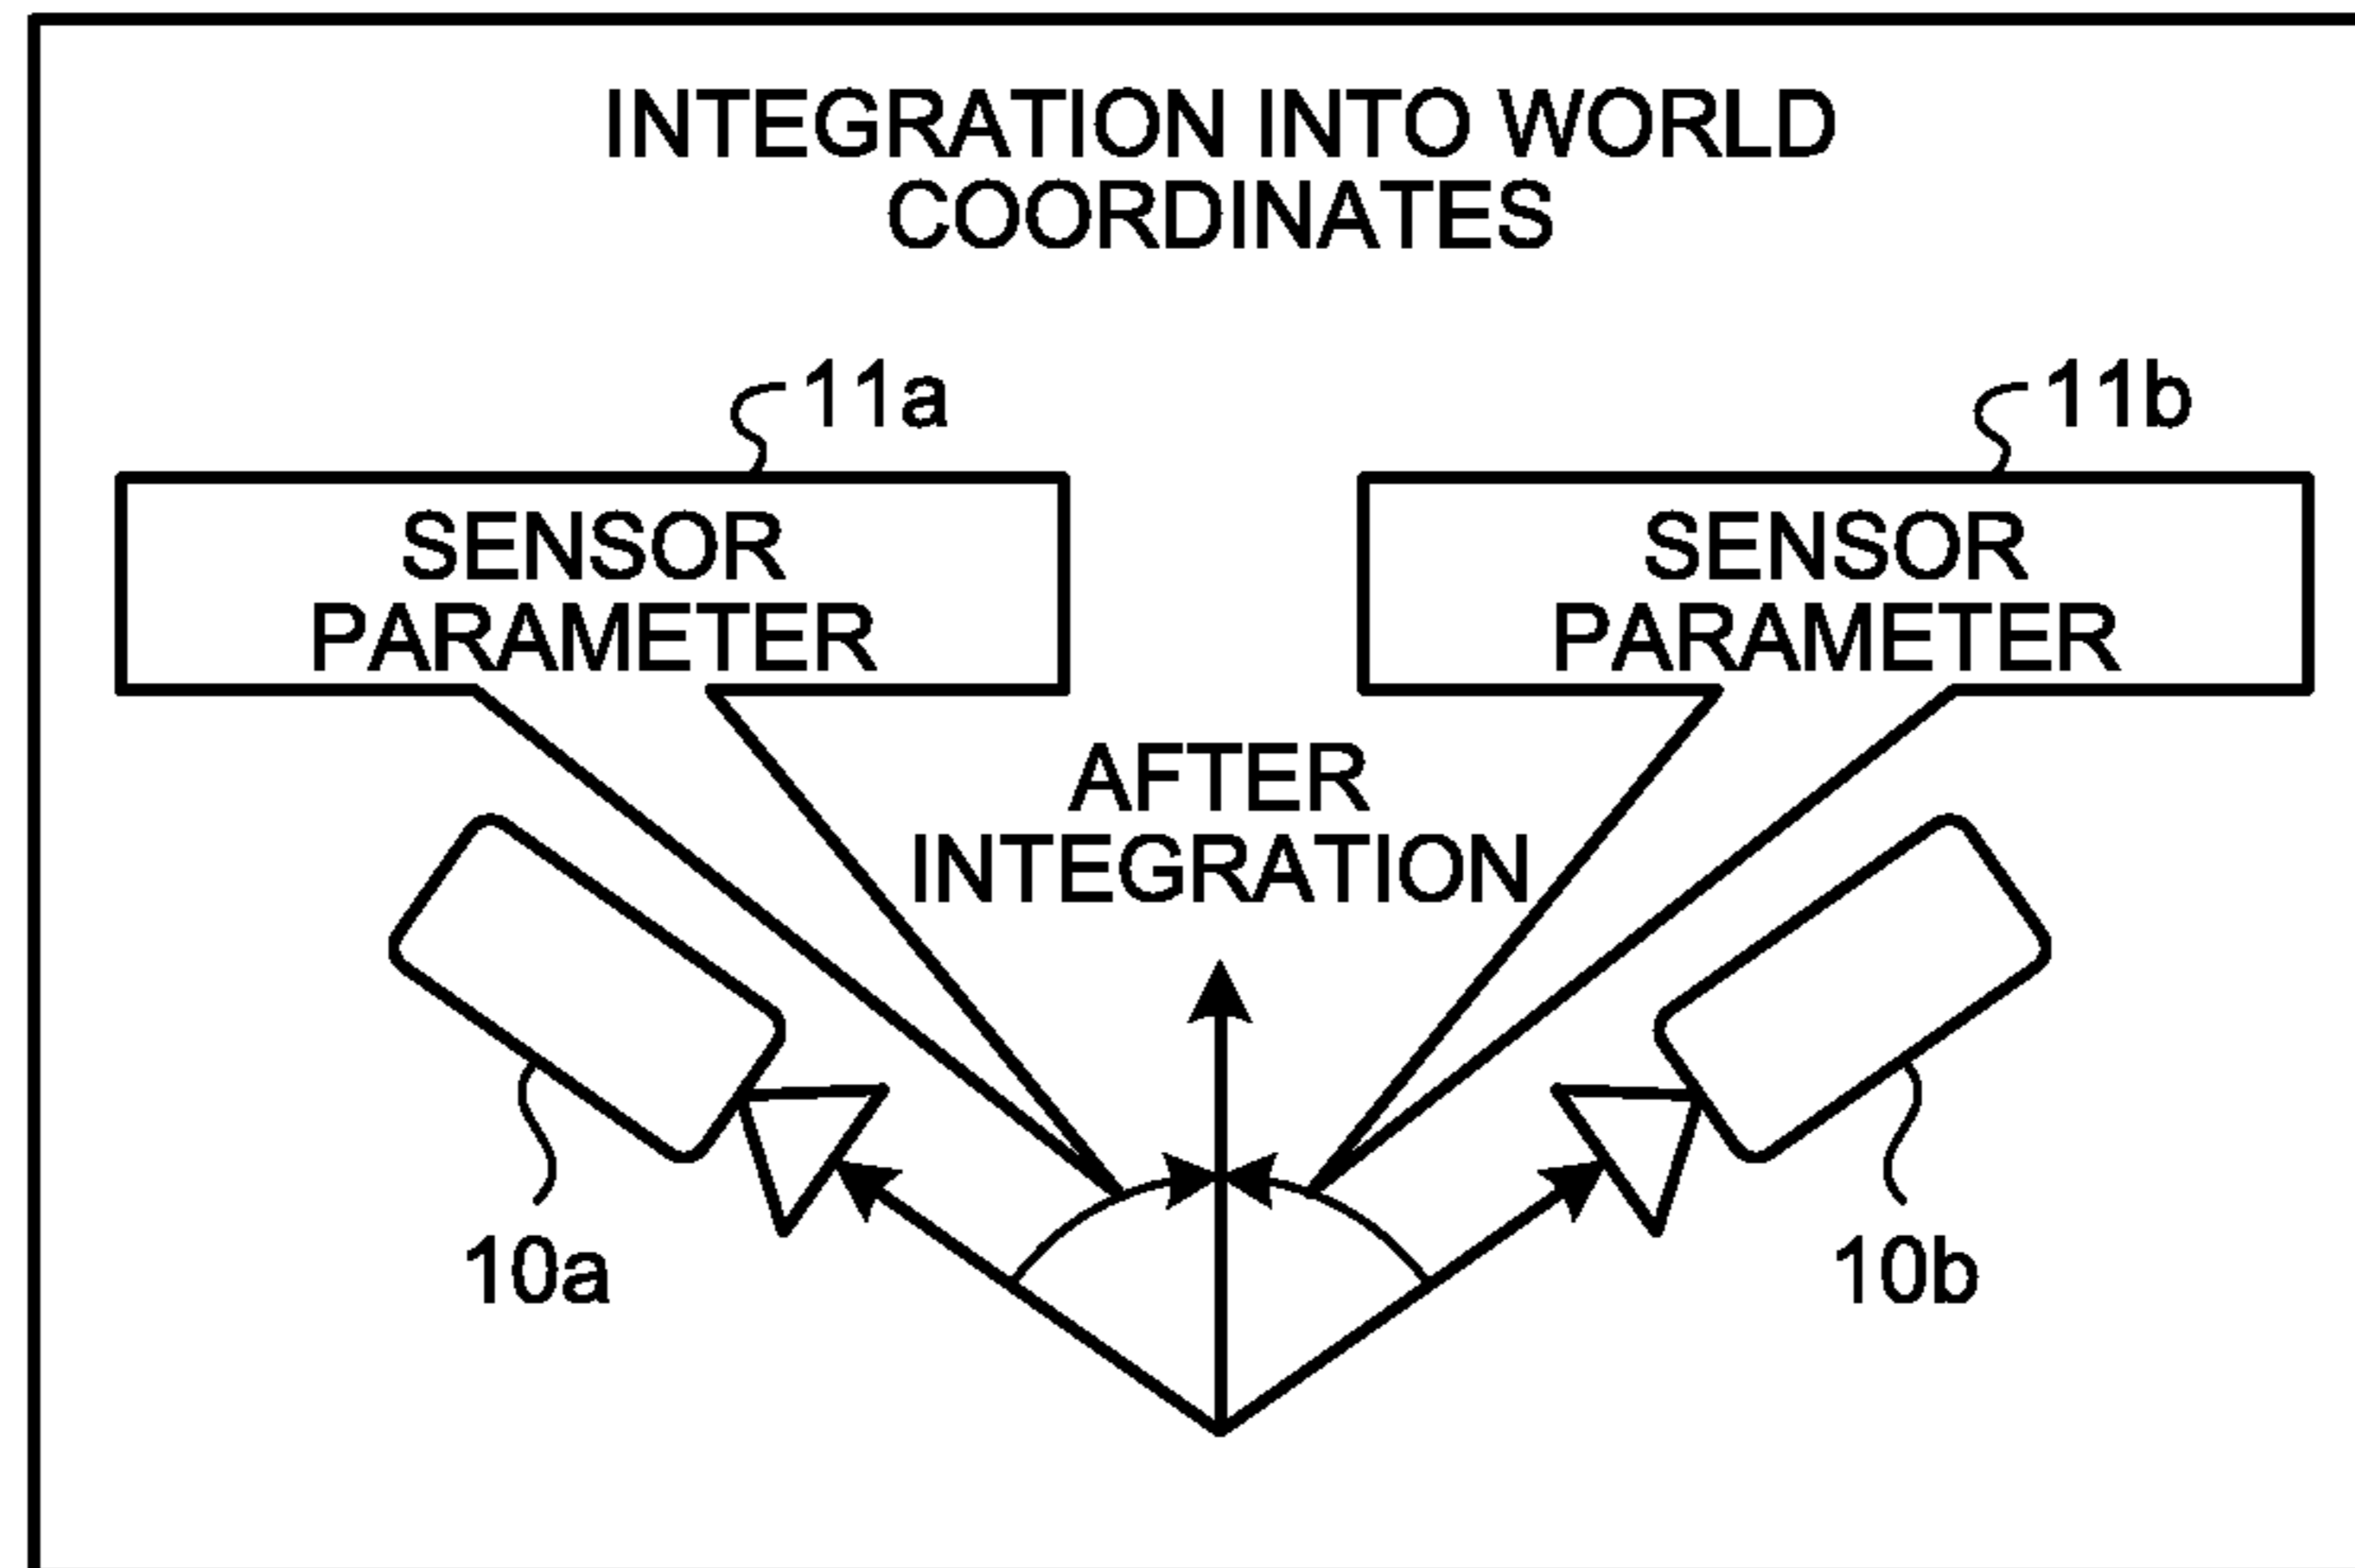 INTEGRATION INTO WORLD
COORDINATES
11a
11b
SENSOR
PARAMETER
SENSOR
PARAMETER
AFTER
INTEGRATION
10a
10b